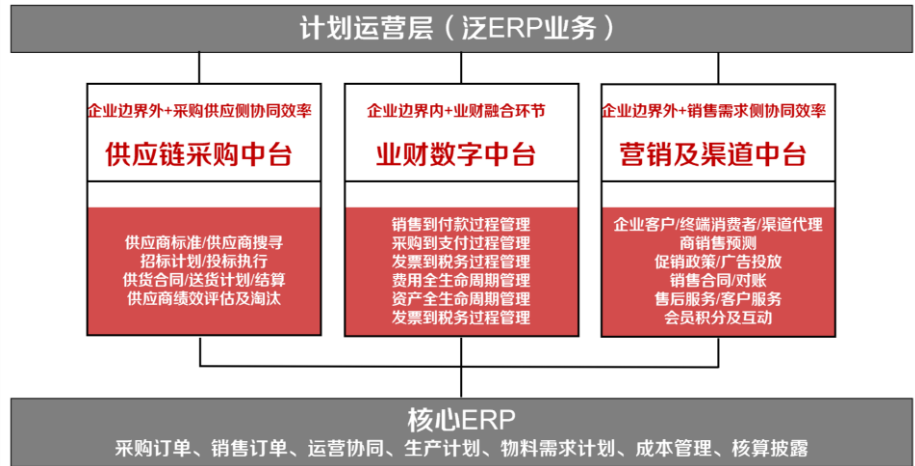 计划运营层（泛ERP业务）
企业边界外+采购供应侧协同效率
供应链采购中台
供应商标准/供应商搜寻
招标计划/投标执行
供货合同/送货计划/结算
供应商绩效评估及淘汰
企业边界内+业财融合环节
业财数字中台
销售到付款过程管理
采购到支付过程管理
发票到税务过程管理
费用全生命周期管理
资产全生命周期管理
发票到税务过程管理
企业边界外+销售需求侧协同效率
营销及渠道中台
企业客户/终端消费者/渠道代理
商销售预测
促销政策/广告投放
销售合同/对账
售后服务/客户服务
会员积分及互动
核心ERP
采购订单、销售订单、运营协同、生产计划、物料需求计划、成本管理、核算披露